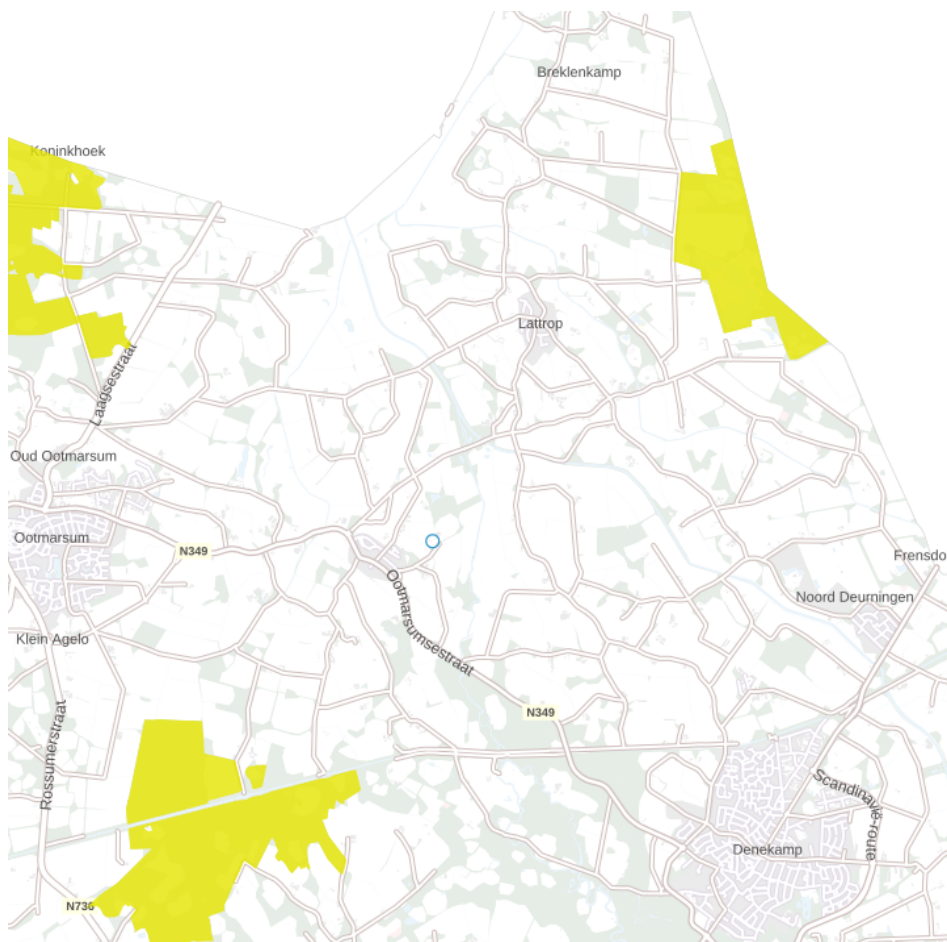 Breklenkamp
Koninkhoek
Lattrop
Laagsestraat
Oud Ootmarsum
Ootmarsum
N349
Frensdo
Ootmarsumsestraat
Noord Deurningen
Klein Agelo
N349
Rossumerstraat
Scandinavië-route
Denekamp
N736